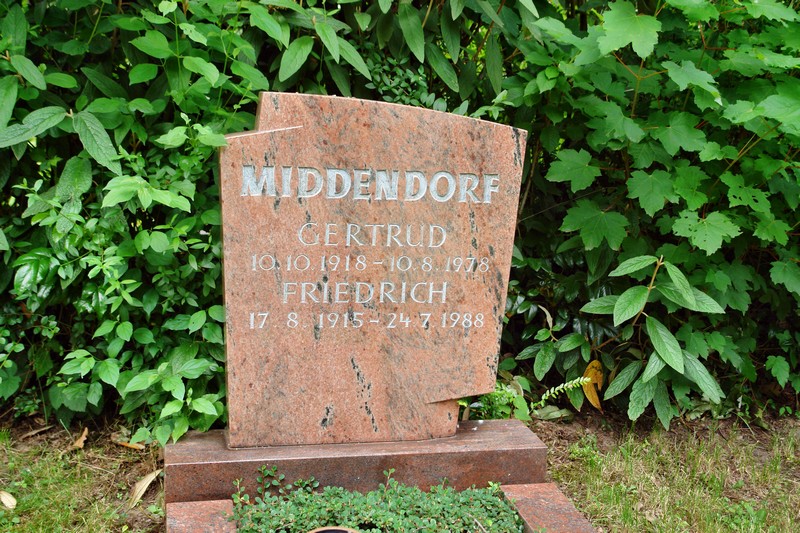 MIDDENDORF
GERTRUD
10.10.1918 - 10.8.1978
FRIEDRICH
17. 8. 1915 - 24.7.1988